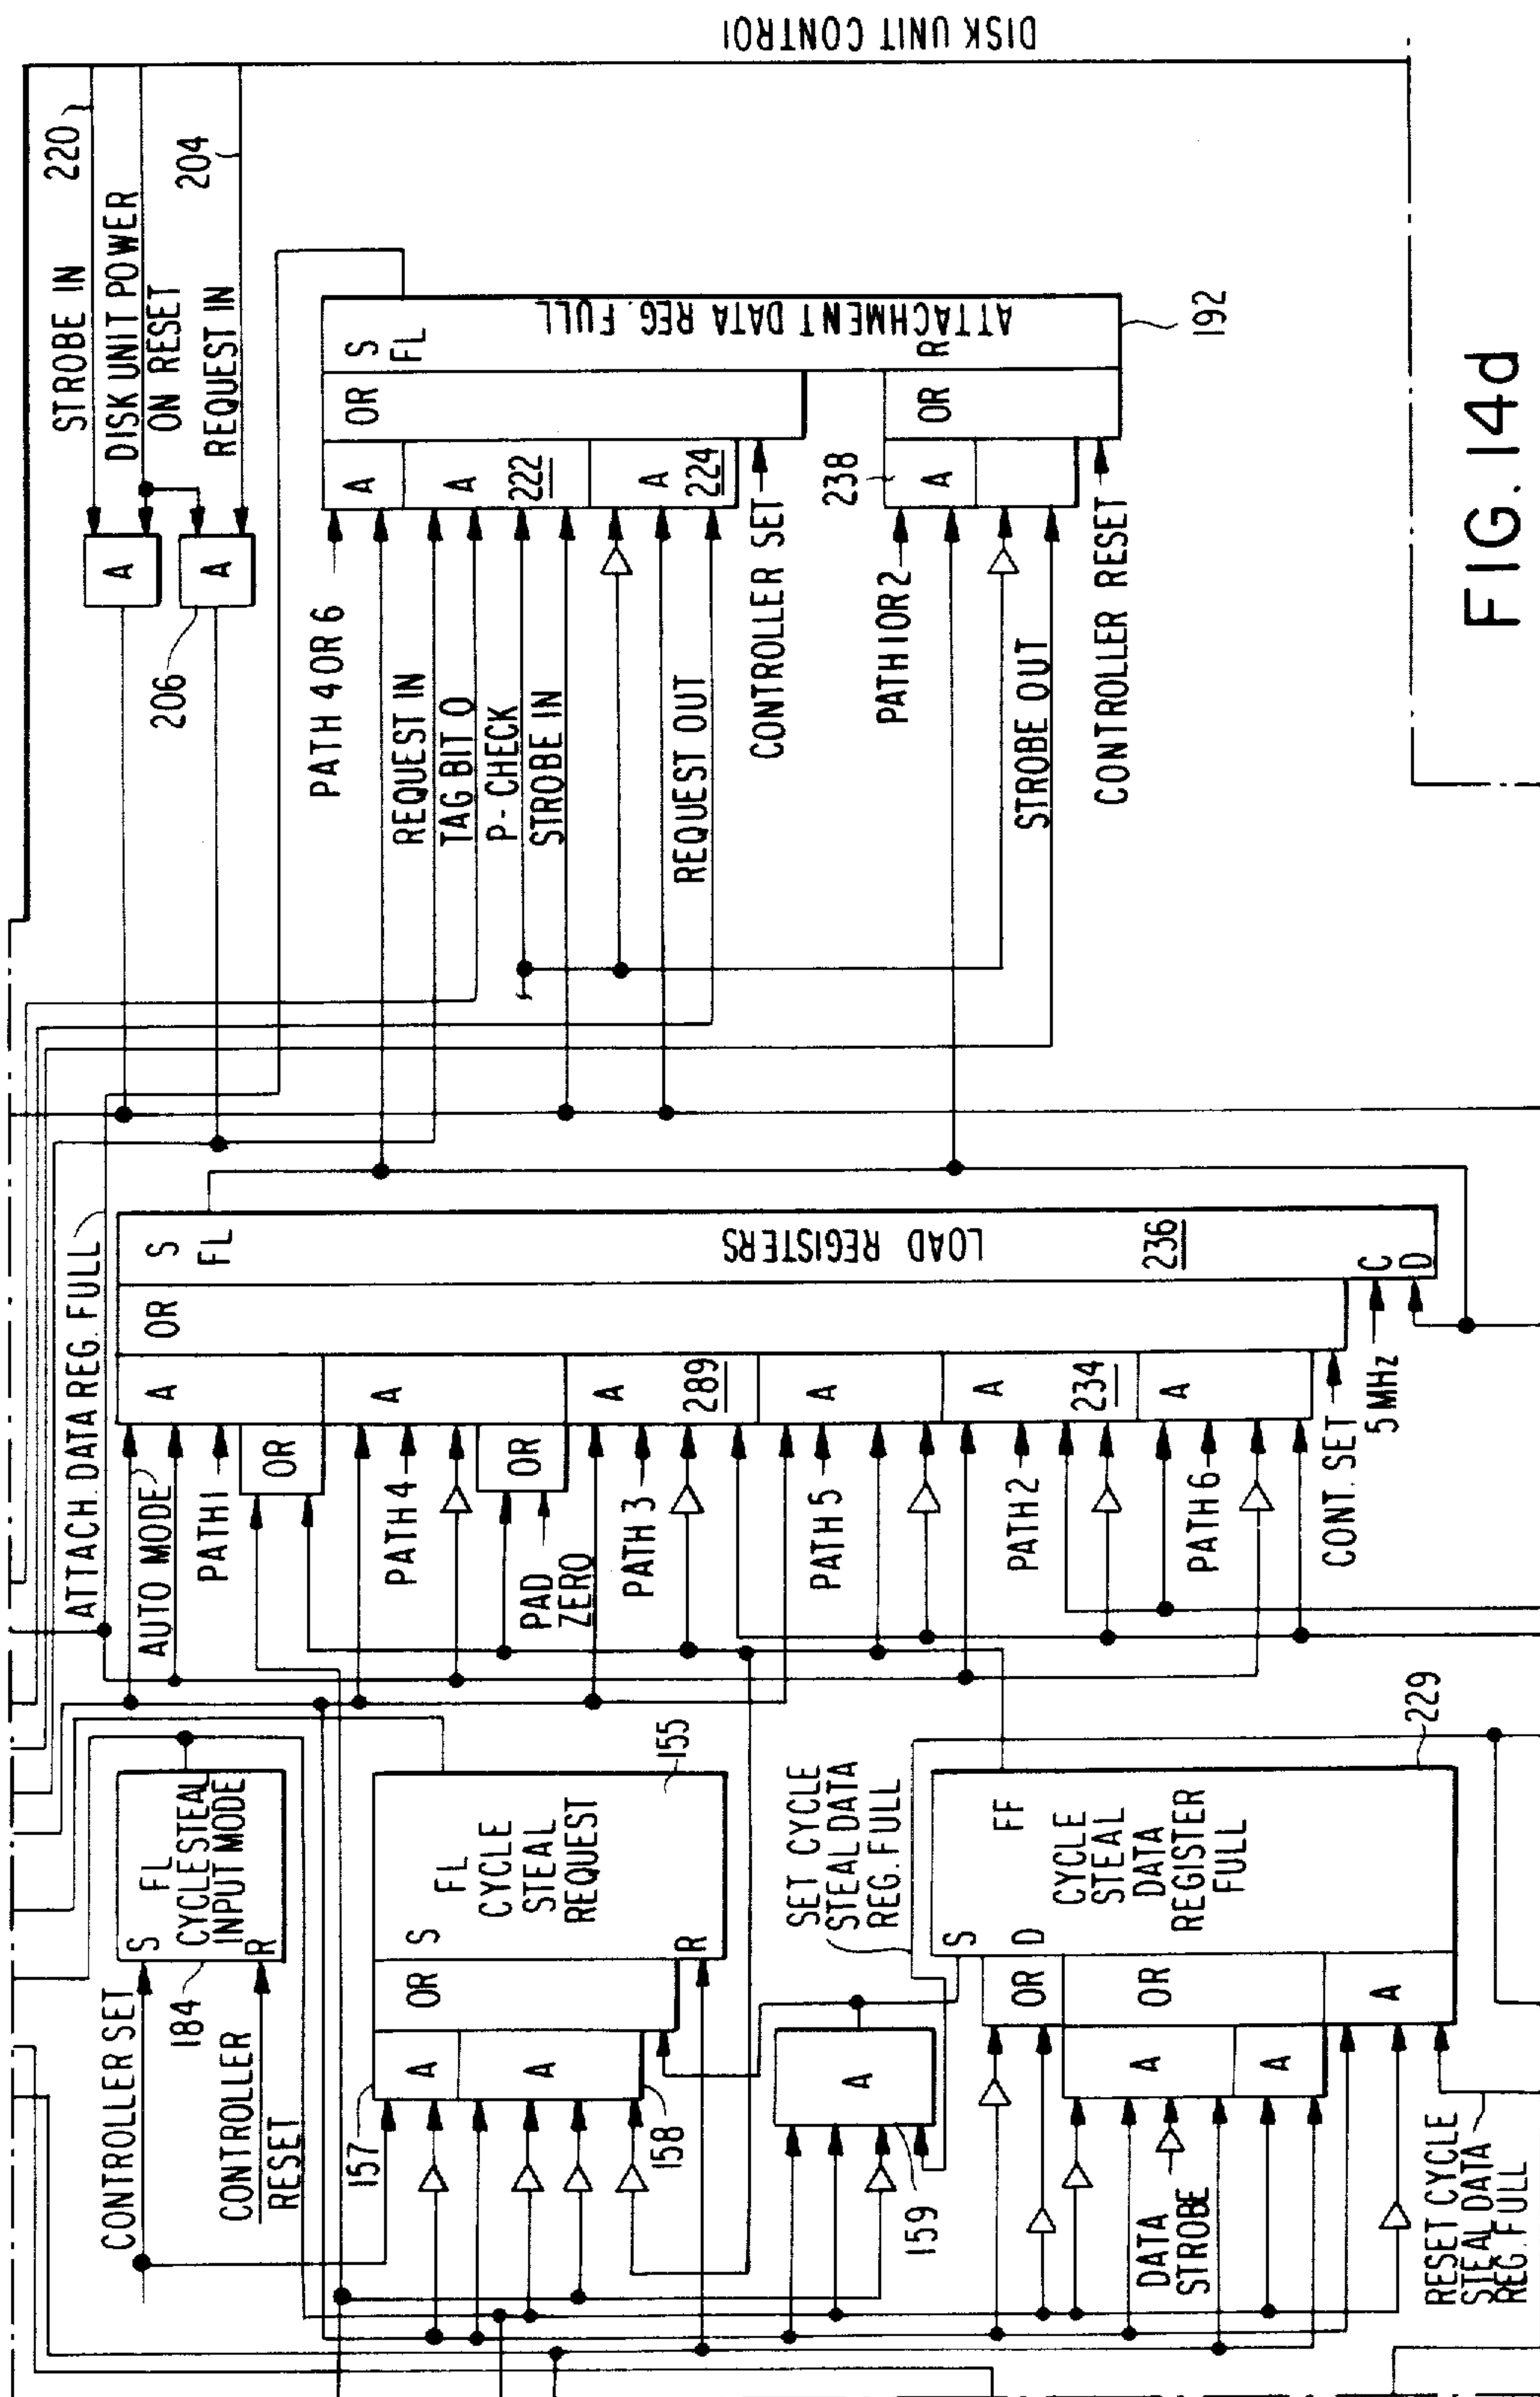 CONTROLLER SET
184
CONTROLLER
RESET
S
FL
CYCLE STEAL
INPUT MODE
R
157
A
A
158
OR
S
FL
CYCLE
STEAL
REQUEST
R
155
159
A
SET CYCLE
STEAL DATA
REG. FULL
DATA
STROBE
RESET CYCLE
STEAL DATA
REG. FULL
A
A
OR
OR
A
S
D
FF
CYCLE
STEAL
DATA
REGISTER
FULL
229
ATTACH. DATA REG. FULL
AUTO MODE
PATH 1
OR
PATH 4
OR
PAD
ZERO
PATH 3
PATH 5
PATH 2
PATH 6
CONT. SET
5 MHz
A
A
A
289
A
A
234
A
OR
S
FL
LOAD REGISTERS
236
C
D
STROBE IN
220
DISK UNIT POWER
ON RESET
REQUEST IN
204
A
A
206
PATH 4 OR 6
REQUEST IN
TAG BIT 0
P-CHECK
STROBE IN
REQUEST OUT
CONTROLLER SET
A
A
222
A
224
OR
S
FL
ATTACHMENT DATA REG. FULL
PATH 1 OR 2
STROBE OUT
CONTROLLER RESET
238
A
OR
R
192
DISK UNIT CONTROl
FIG. 14d